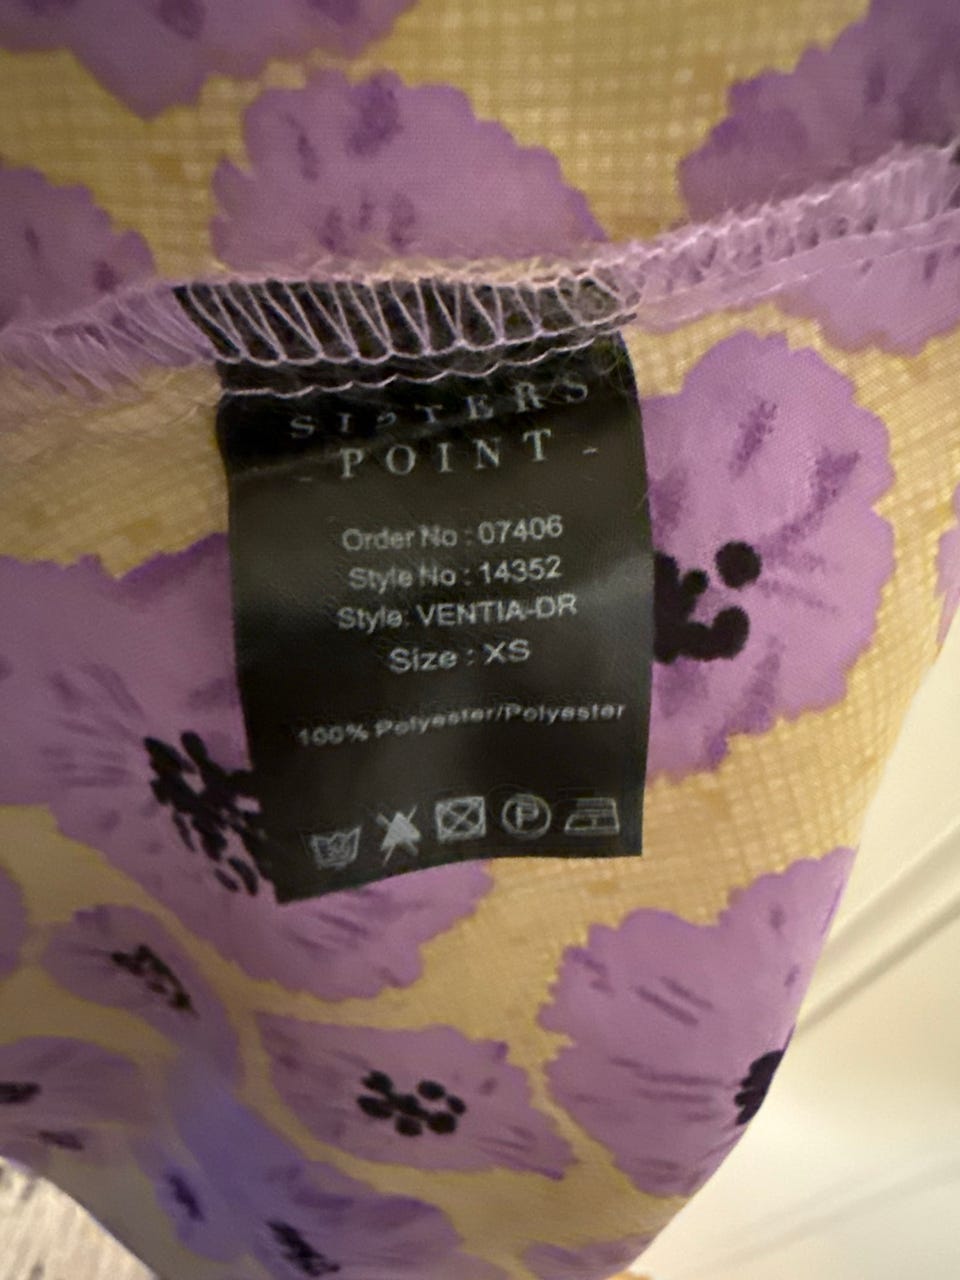 SISTERS
- POINT -
Order No : 07406
Style No : 14352
Style: VENTIA-DR
Size : XS
100% Polyester/Polyester
P